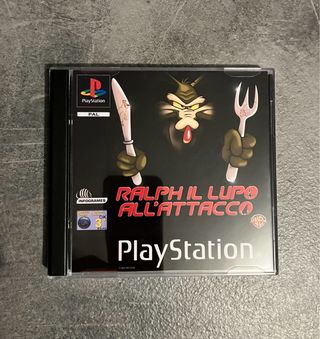 PlayStation
PAL
RALPH IL LUPO
ALL'ATTACCO
INFOGRAMES
PlayStation